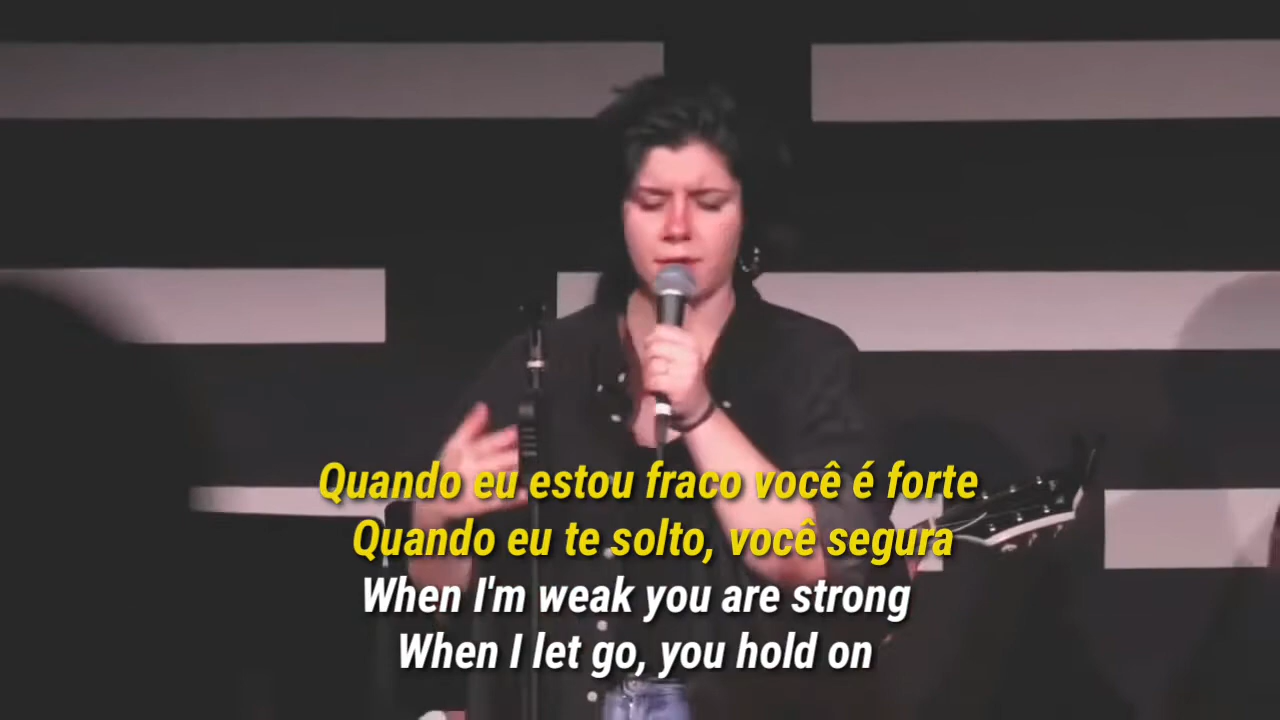 Quando eu estou fraco você é forte
Quando eu te solto, você segura
When I'm weak you are strong
When I let go, you hold on